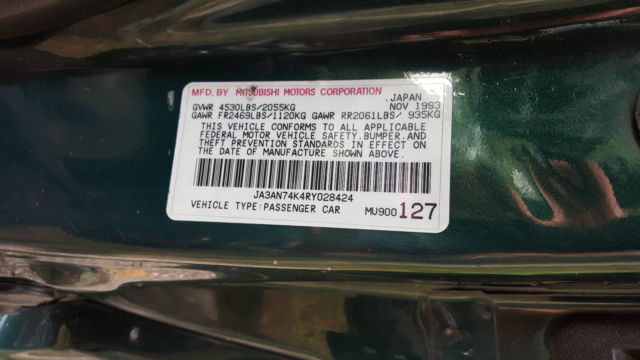 MFD. BY MITSUBISHI MOTORS CORPORATION .JAPAN
GVWR 4530LBS/2055KG NOV 1993
GAWR FR2469LBS/1120KG GAWR RR2061LBS/ 935KG
THIS VEHICLE CONFORMS TO ALL APPLICABLE
FEDERAL MOTOR VEHICLE SAFETY.BUMPER.AND
THEFT PREVENTION STANDARDS IN EFFECT ON
THE DATE OF MANUFACTURE SHOWN ABOVE.
JA3AN74K4RY028424
VEHICLE TYPE:PASSENGER CAR MU900127